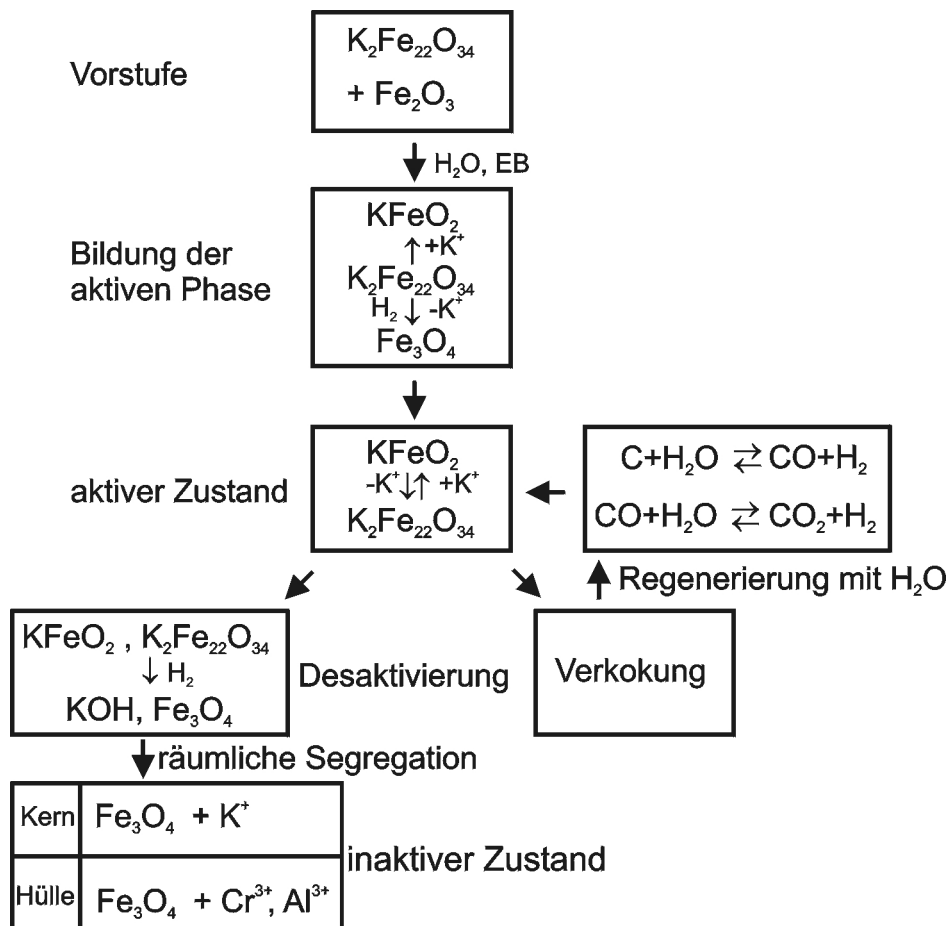 Vorstufe
K₂Fe₂₂O₃₄
+ Fe₂O₃
H₂O, EB
Bildung der
aktiven Phase
KFeO₂
↑ +K⁺
K₂Fe₂₂O₃₄
H₂ ↓ -K⁺
Fe₃O₄
aktiver Zustand
KFeO₂
-K⁺ ↓↑ +K⁺
K₂Fe₂₂O₃₄
C+H₂O ⇄ CO+H₂
CO+H₂O ⇄ CO₂+H₂
Regenerierung mit H₂O
KFeO₂ , K₂Fe₂₂O₃₄
↓ H₂
KOH, Fe₃O₄
Desaktivierung
Verkokung
räumliche Segregation
Kern Fe₃O₄ + K⁺
Hülle Fe₃O₄ + Cr³⁺, Al³⁺
inaktiver Zustand